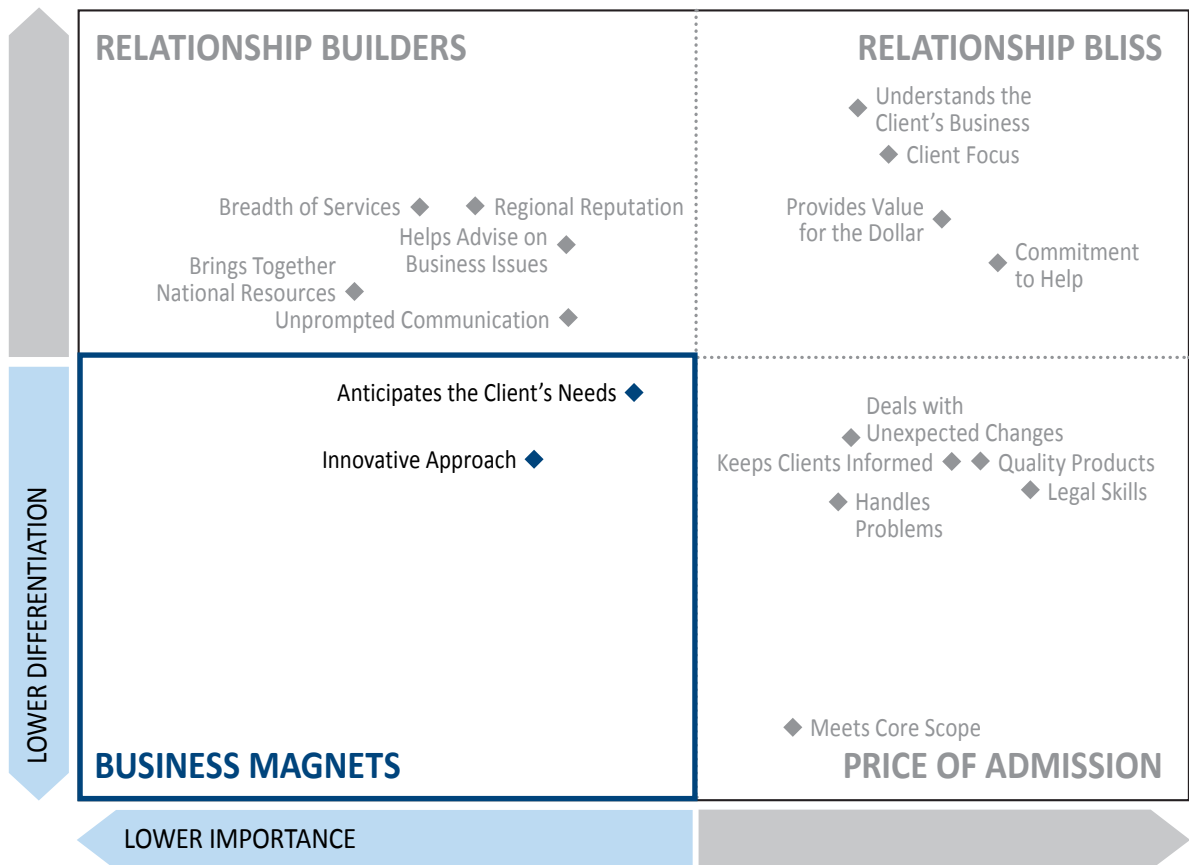 RELATIONSHIP BUILDERS
RELATIONSHIP BLISS
Understands the
Client's Business
Client Focus
Breadth of Services
Regional Reputation
Provides Value
for the Dollar
Helps Advise on
Business Issues
Commitment
to Help
Brings Together
National Resources
Unprompted Communication
Anticipates the Client's Needs
Innovative Approach
Deals with
Unexpected Changes
Keeps Clients Informed
Quality Products
Legal Skills
Handles
Problems
Meets Core Scope
BUSINESS MAGNETS
PRICE OF ADMISSION
LOWER DIFFERENTIATION
LOWER IMPORTANCE